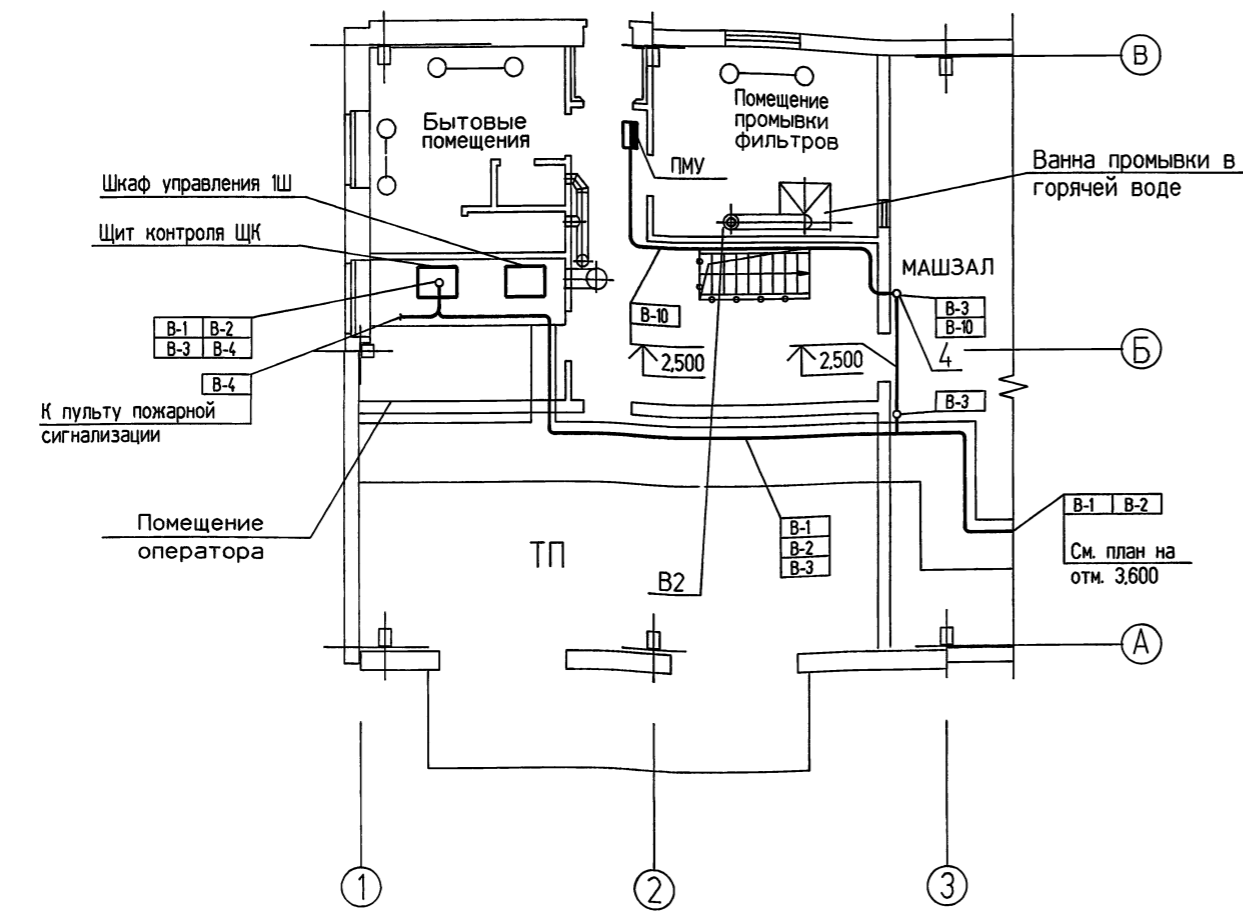 В
Бытовые
помещения
Помещение
промывки
фильтров
ПМУ
Ванна промывки в
горячей воде
Шкаф управления 1Ш
Щит контроля ЩК
МАШЗАЛ
В-1 В-2
В-3 В-4
В-4
К пульту пожарной
сигнализации
В-10
2,500
2,500
В-3
В-10
4
Б
В-3
Помещение
оператора
ТП
В-1
В-2
В-3
В2
В-1 В-2
См. план на
отм. 3,600
А
1
2
3